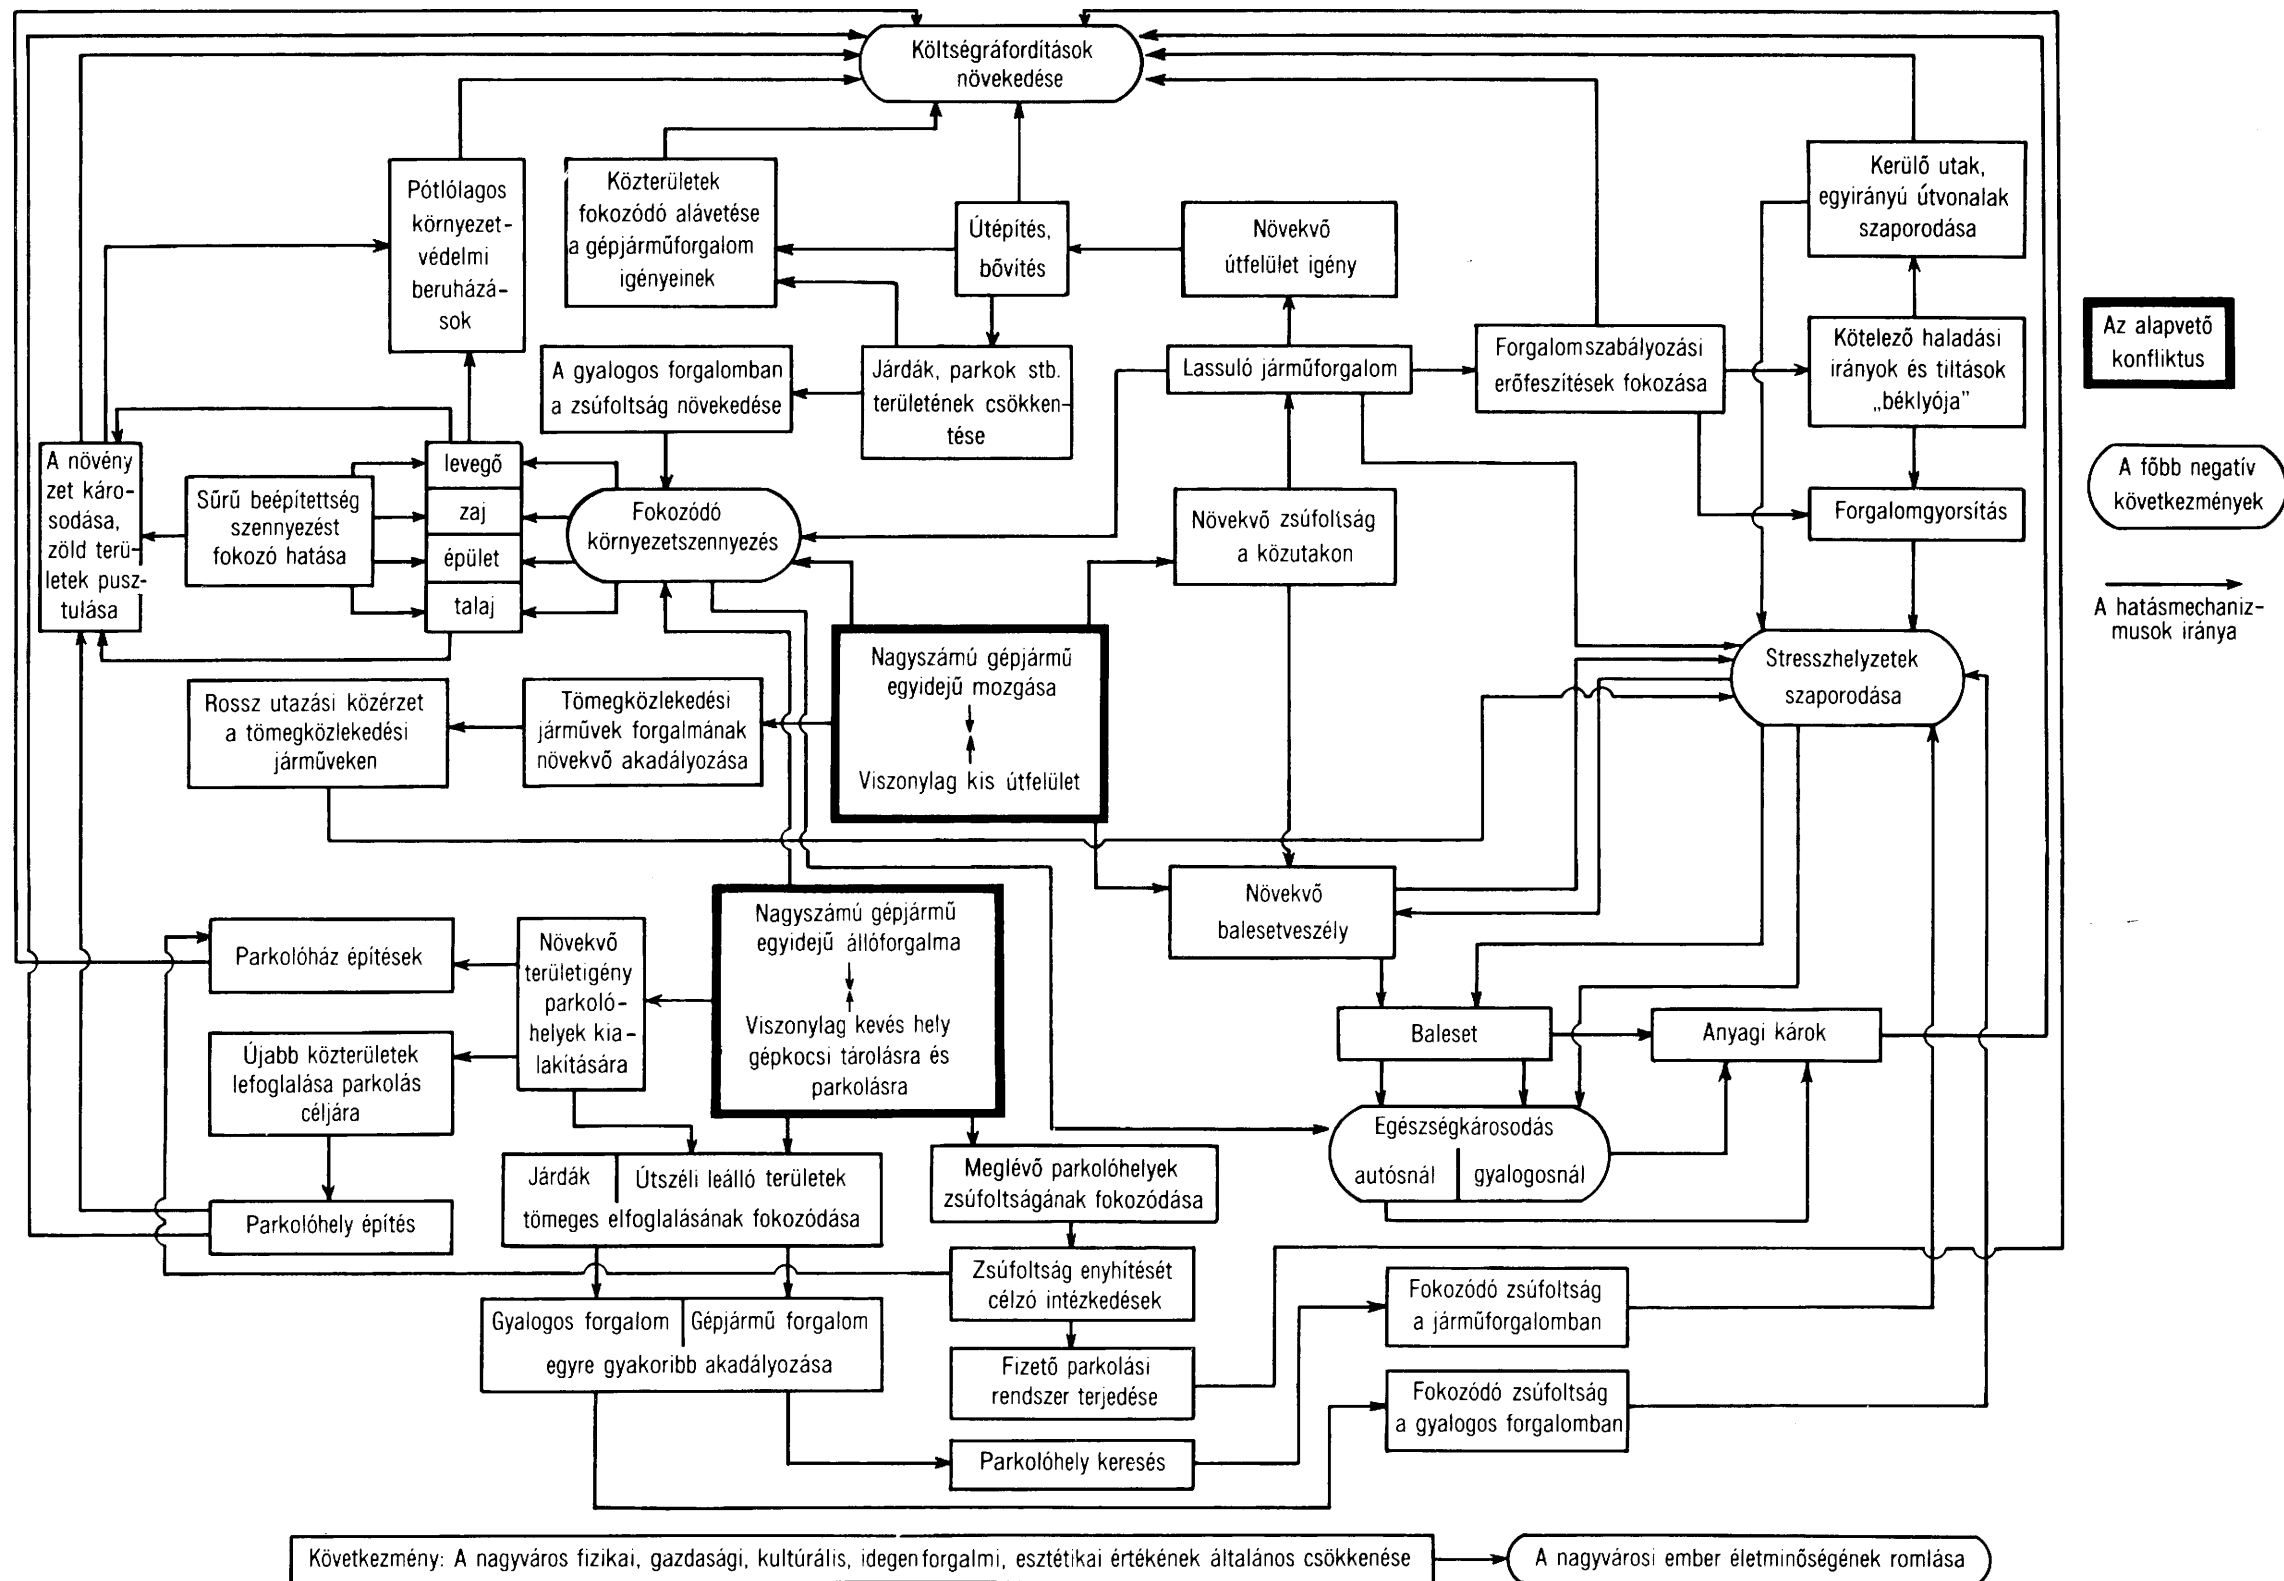 Költségráfordítások
növekedése
Pótlólagos
környezet-
védelmi
beruházá-
sok
Közterületek
fokozódó alávetése
a gépjárműforgalom
igényeinek
Útépítés,
bővítés
Növekvő
útfelület igény
Kerülő utak,
egyirányú útvonalak
szaporodása
Az alapvető
konfliktus
A gyalogos forgalomban
a zsúfoltság növekedése
Járdák, parkok stb.
területének csökken-
tése
Lassuló járműforgalom
Forgalomszabályozási
erőfeszítések fokozása
Kötelező haladási
irányok és tiltások
„béklyója”
A növény
zet káro-
sodása,
zöld terü-
letek pusz-
tulása
Sűrű beépítettség
szennyezést
fokozó hatása
levegő
zaj
épület
talaj
Fokozódó
környezetszennyezés
Növekvő zsúfoltság
a közutakon
Forgalomgyorsítás
A főbb negatív
következmények
A hatásmechaniz-
musok iránya
Rossz utazási közérzet
a tömegközlekedési
járműveken
Tömegközlekedési
járművek forgalmának
növekvő akadályozása
Nagyszámú gépjármű
egyidejű mozgása
Viszonylag kis útfelület
Stresszhelyzetek
szaporodása
Parkolóház építések
Növekvő
területigény
parkoló-
helyek kia-
lakítására
Nagyszámú gépjármű
egyidejű állóforgalma
Viszonylag kevés hely
gépkocsi tárolásra és
parkolásra
Növekvő
balesetveszély
Újabb közterületek
lefoglalása parkolás
céljára
Baleset
Anyagi károk
Egészségkárosodás
autósnál
gyalogosnál
Parkolóhely építés
Járdák
Útszéli leálló területek
tömeges elfoglalásának fokozódása
Meglévő parkolóhelyek
zsúfoltságának fokozódása
Zsúfoltság enyhítését
célzó intézkedések
Gyalogos forgalom
Gépjármű forgalom
egyre gyakoribb akadályozása
Fizető parkolási
rendszer terjedése
Fokozódó zsúfoltság
a járműforgalomban
Fokozódó zsúfoltság
a gyalogos forgalomban
Parkolóhely keresés
Következmény: A nagyváros fizikai, gazdasági, kultúrális, idegenforgalmi, esztétikai értékének általános csökkenése
A nagyvárosi ember életminőségének romlása